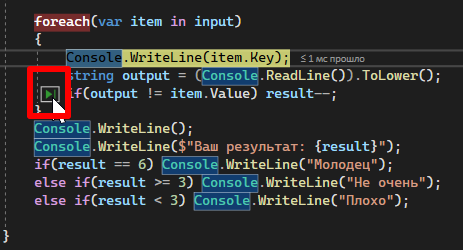 foreach(var item in input)
{
Console.WriteLine(item.Key); ≤1 мс прошло
string output = (Console.ReadLine()).ToLower();
if(output != item.Value) result--;
}
Console.WriteLine();
Console.WriteLine($"Ваш результат: {result}");
if(result == 6) Console.WriteLine("Молодец");
else if(result >= 3) Console.WriteLine("Не очень");
else if(result < 3) Console.WriteLine("Плохо");
}